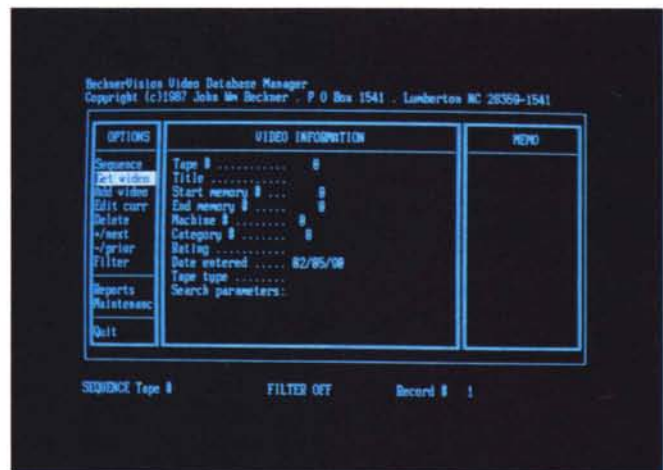 BecknerVision Video Database Manager
Copyright (c)1987 John Wm Beckner . P O Box 1541 . Lumberton NC 28359-1541
OPTIONS
Sequence
Get video
Add video
Edit curr
Delete
+/next
-/prior
Filter
Reports
Maintenanc
Quit
VIDEO INFORMATION
Tape # ........... 0
Title ............
Start memory # .... 0
End memory # ..... 0
Machine # ....... 0
Category # ....... 0
Rating ...........
Date entered ..... 02/05/90
Tape type ........
Search parameters:
MEMO
SEQUENCE Tape #
FILTER OFF
Record # 1